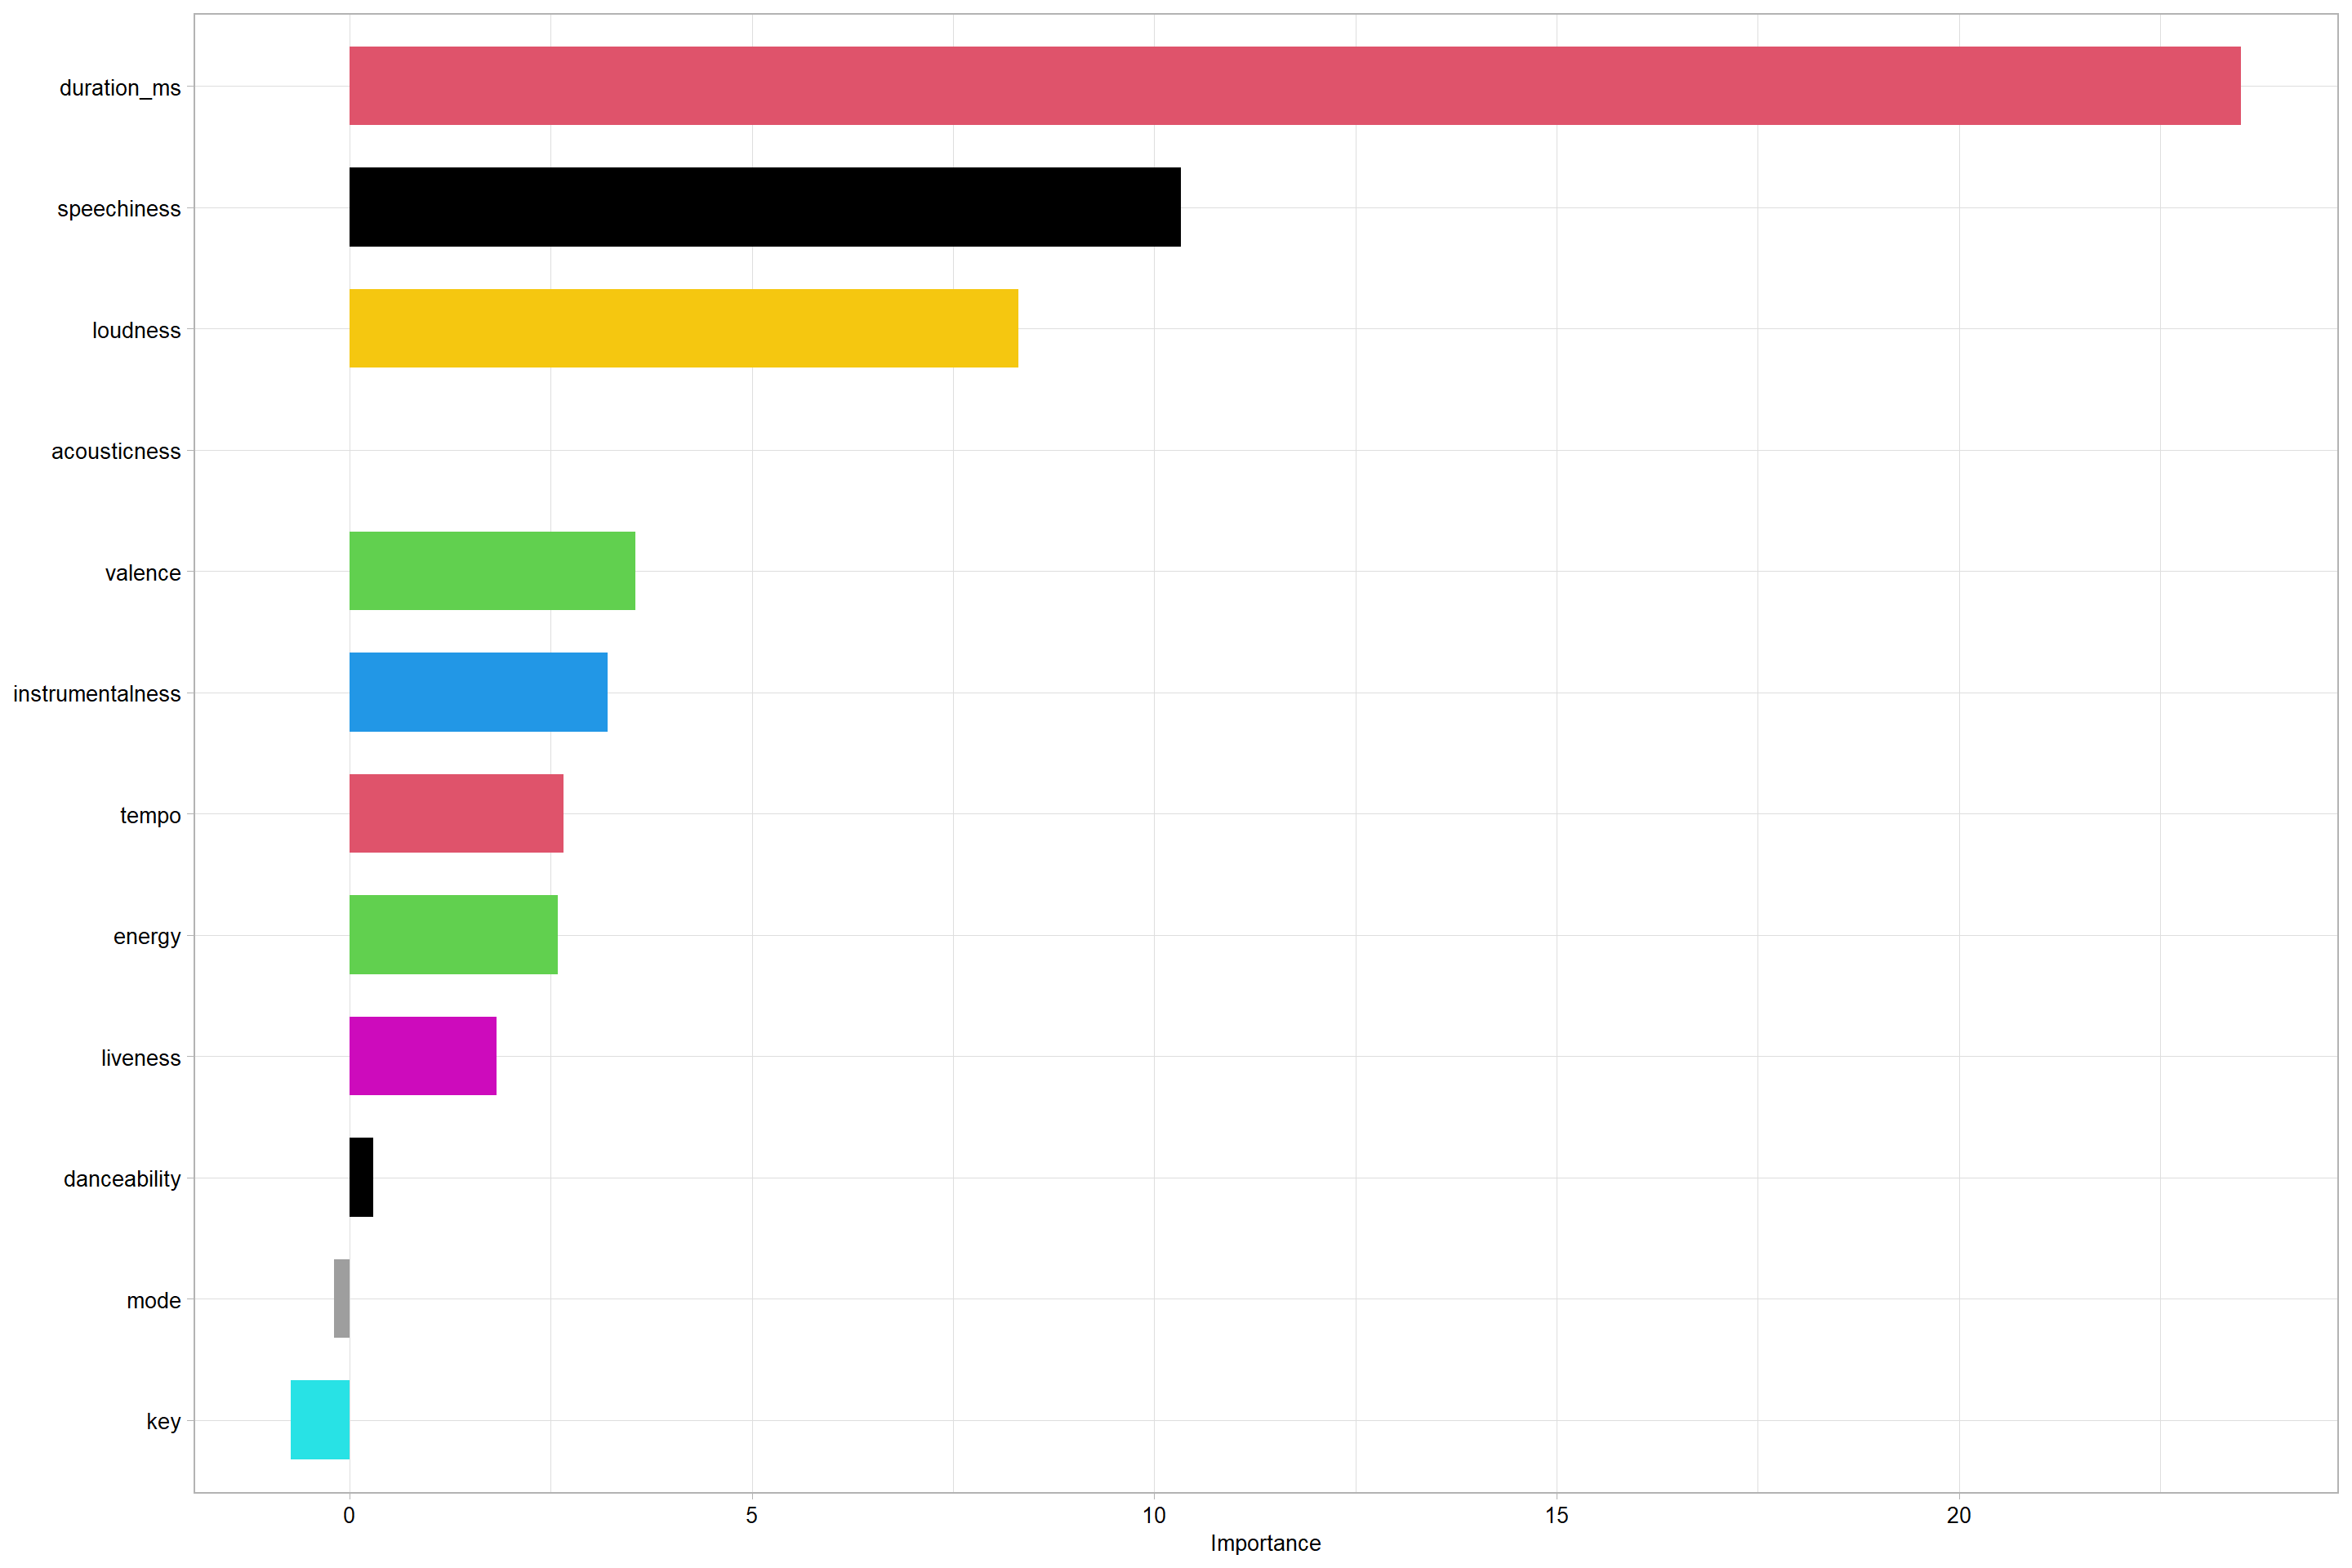 duration_ms
speechiness
loudness
acousticness
valence
instrumentalness
tempo
energy
liveness
danceability
mode
key
0 5 10 15 20
Importance